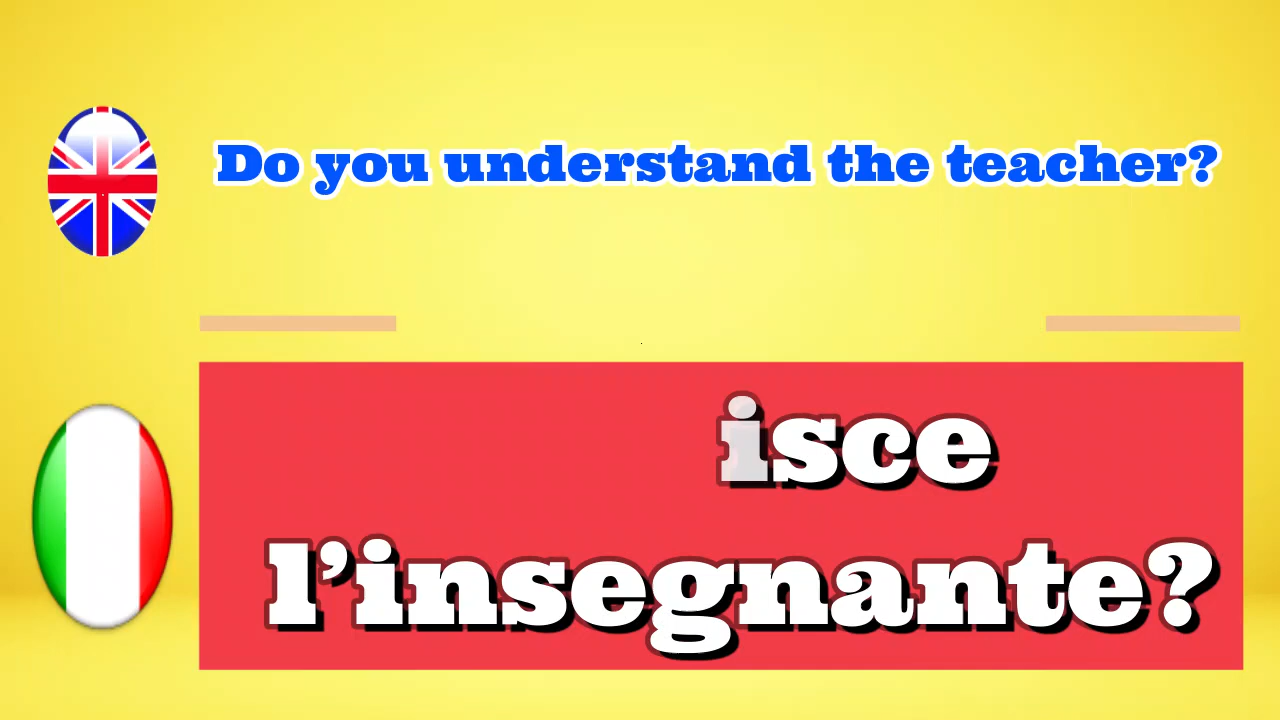 Do you understand the teacher?
isce
l’insegnante?